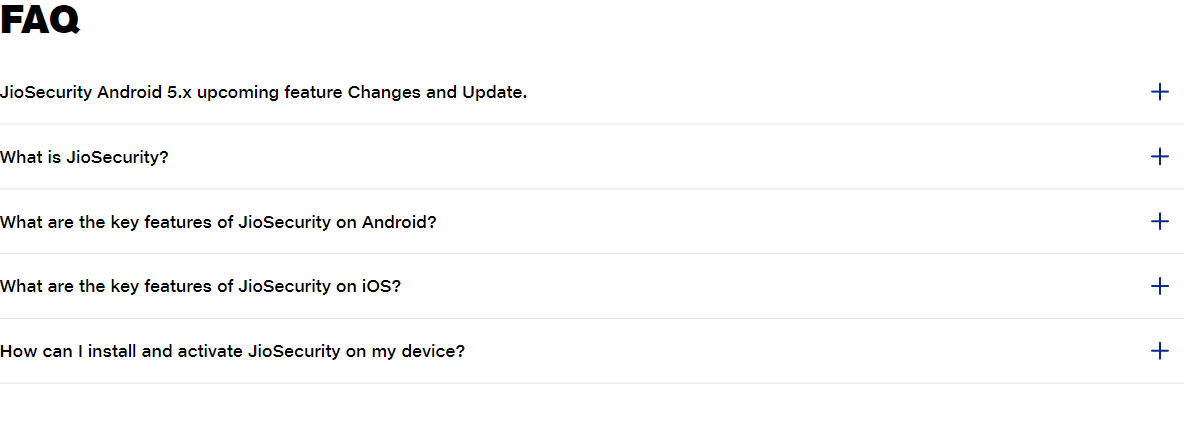 FAQ
JioSecurity Android 5.x upcoming feature Changes and Update.
What is JioSecurity?
What are the key features of JioSecurity on Android?
What are the key features of JioSecurity on iOS?
How can I install and activate JioSecurity on my device?